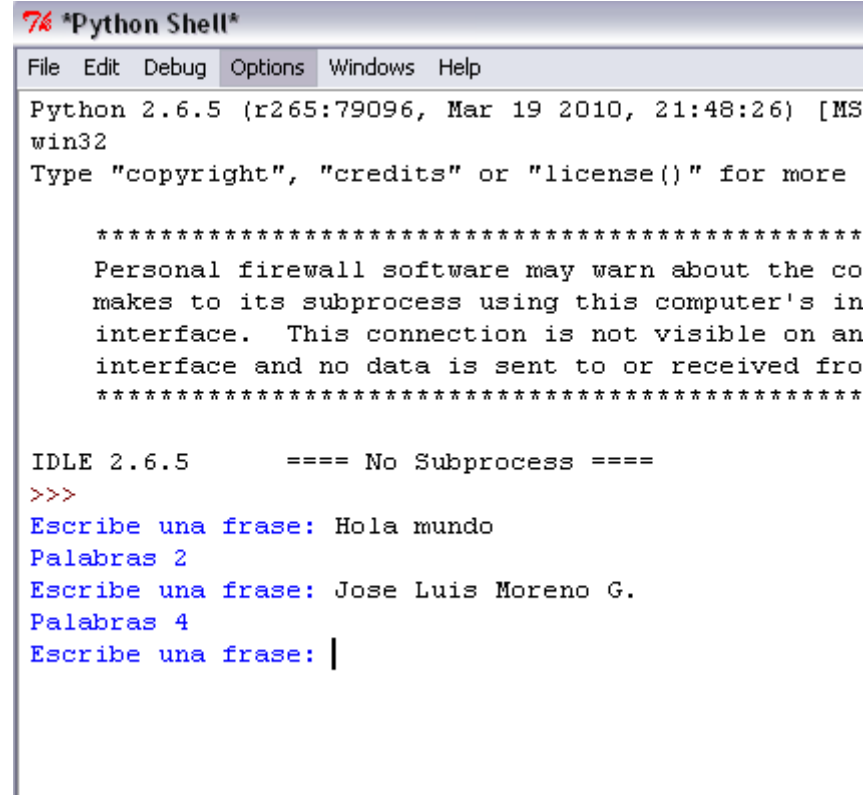 *Python Shell*
File Edit Debug Options Windows Help
Python 2.6.5 (r265:79096, Mar 19 2010, 21:48:26) [MS
win32
Type "copyright", "credits" or "license()" for more
************************************************
Personal firewall software may warn about the co
makes to its subprocess using this computer's in
interface.  This connection is not visible on an
interface and no data is sent to or received fro
************************************************
IDLE 2.6.5      ==== No Subprocess ====
>>>
Escribe una frase: Hola mundo
Palabras 2
Escribe una frase: Jose Luis Moreno G.
Palabras 4
Escribe una frase: